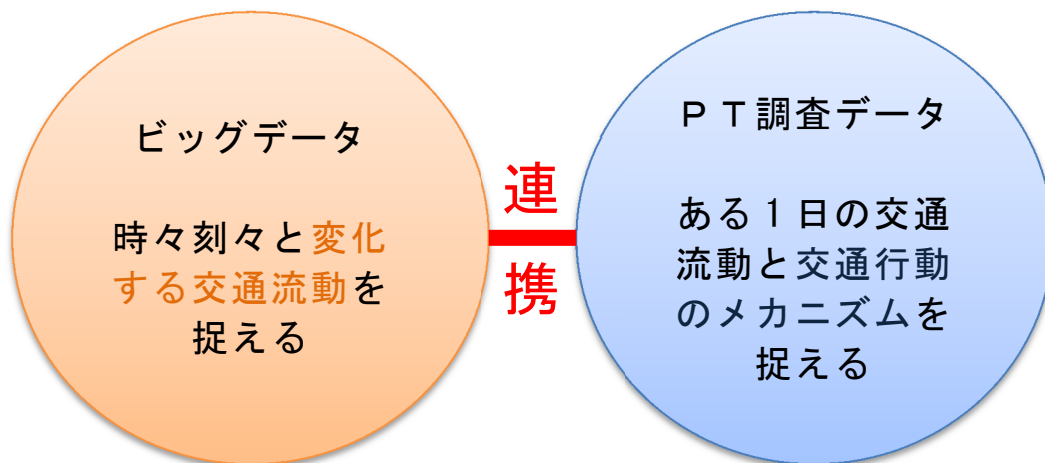 ビッグデータ
時々刻々と変化
する交通流動を
捉える
連
携
ＰＴ調査データ
ある１日の交通
流動と交通行動
のメカニズムを
捉える